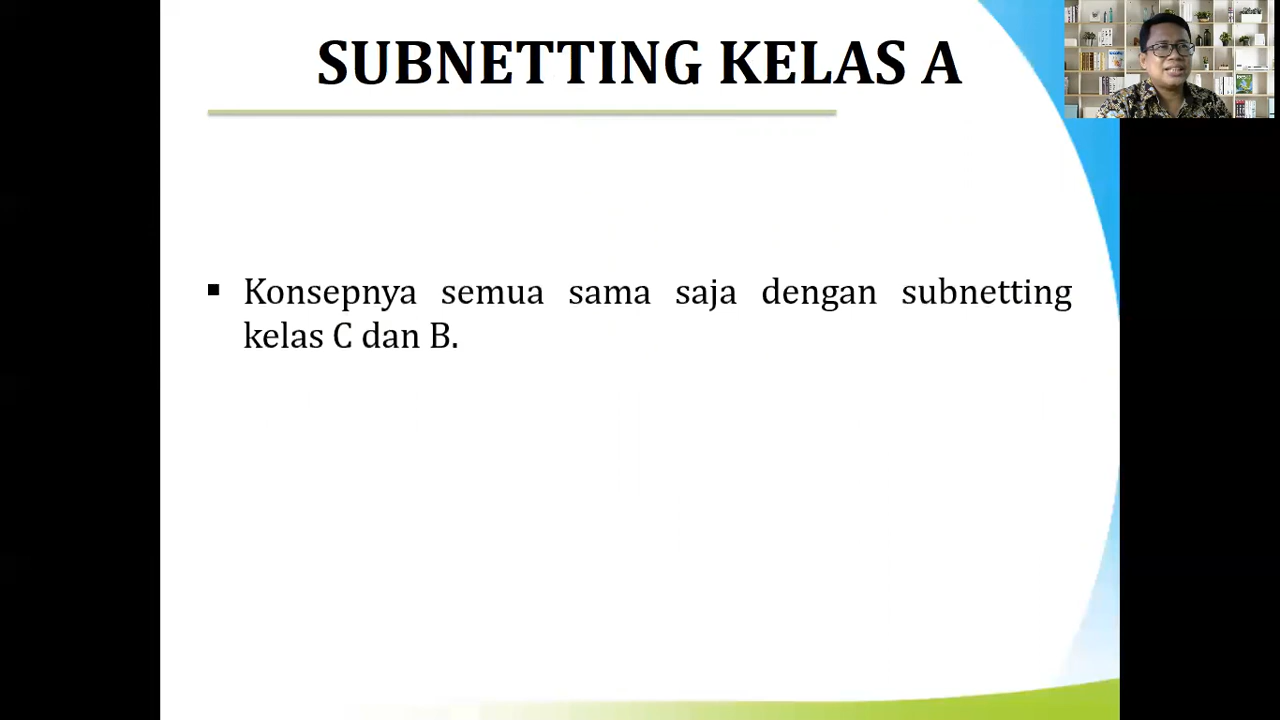 SUBNETTING KELAS A
Konsepnya semua sama saja dengan subnetting
kelas C dan B.